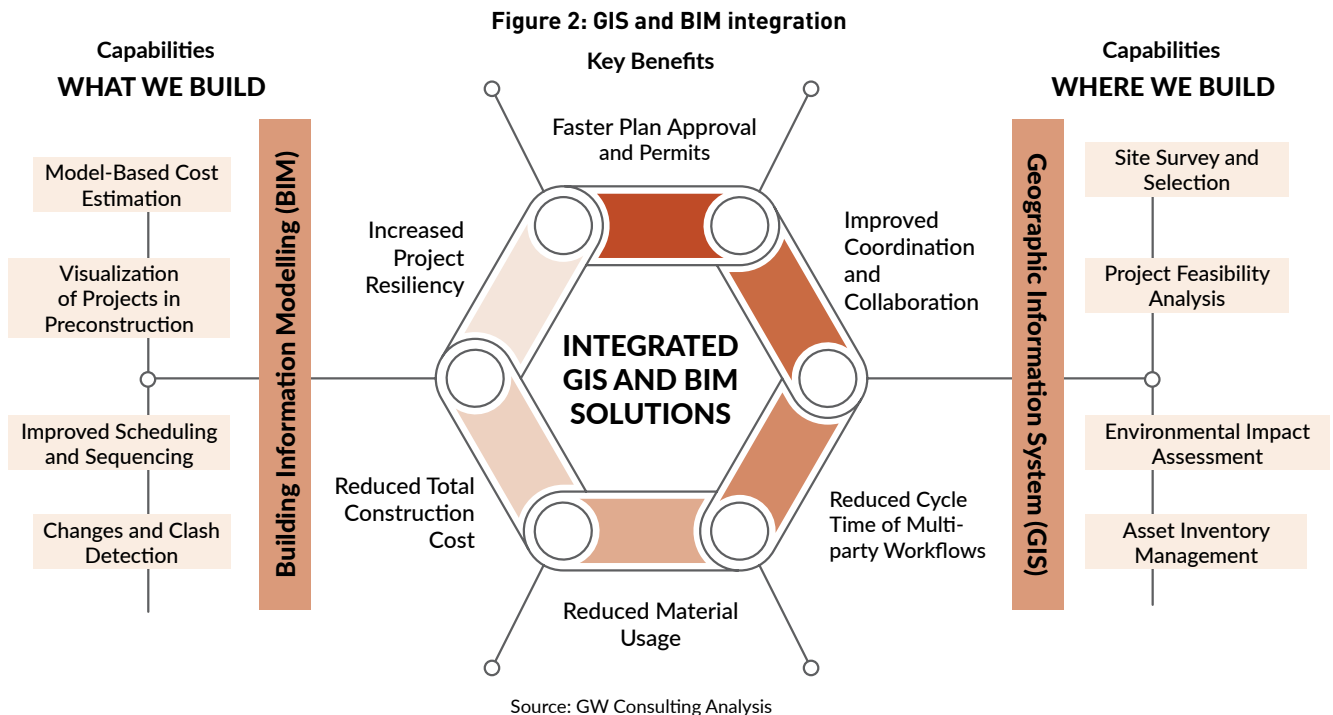 Figure 2: GIS and BIM integration
Capabilities
WHAT WE BUILD
Model-Based Cost
Estimation
Visualization
of Projects in
Preconstruction
Improved Scheduling
and Sequencing
Changes and Clash
Detection
Building Information Modelling (BIM)
Key Benefits
Faster Plan Approval
and Permits
Increased
Project
Resiliency
Improved
Coordination
and
Collaboration
INTEGRATED
GIS AND BIM
SOLUTIONS
Reduced Total
Construction
Cost
Reduced Cycle
Time of Multi-
party Workflows
Reduced Material
Usage
Geographic Information System (GIS)
Capabilities
WHERE WE BUILD
Site Survey and
Selection
Project Feasibility
Analysis
Environmental Impact
Assessment
Asset Inventory
Management
Source: GW Consulting Analysis